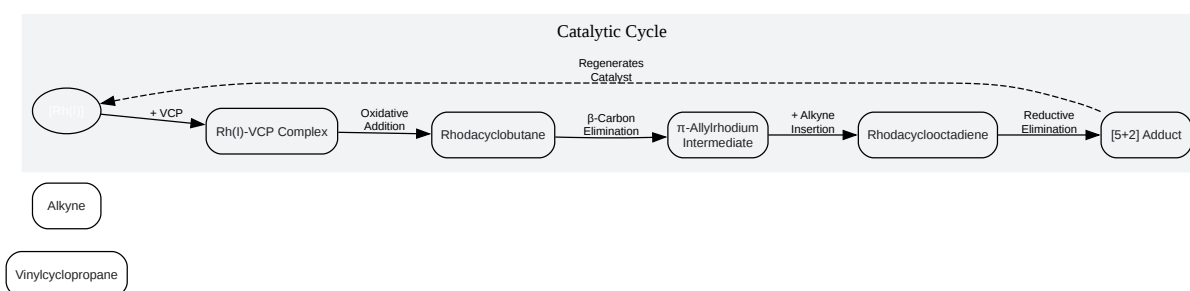 Catalytic Cycle
Regenerates
Catalyst
[Rh(I)]
+ VCP
Rh(I)-VCP Complex
Oxidative
Addition
Rhodacyclobutane
β-Carbon
Elimination
π-Allylrhodium
Intermediate
+ Alkyne
Insertion
Rhodacyclooctadiene
Reductive
Elimination
[5+2] Adduct
Alkyne
Vinylcyclopropane